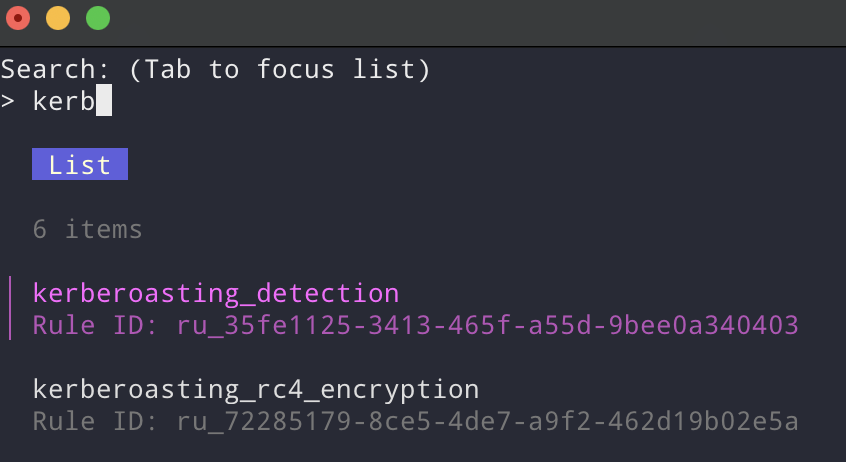 Search: (Tab to focus list)
> kerb
List
6 items
kerberoasting_detection
Rule ID: ru_35fe1125-3413-465f-a55d-9bee0a340403
kerberoasting_rc4_encryption
Rule ID: ru_72285179-8ce5-4de7-a9f2-462d19b02e5a